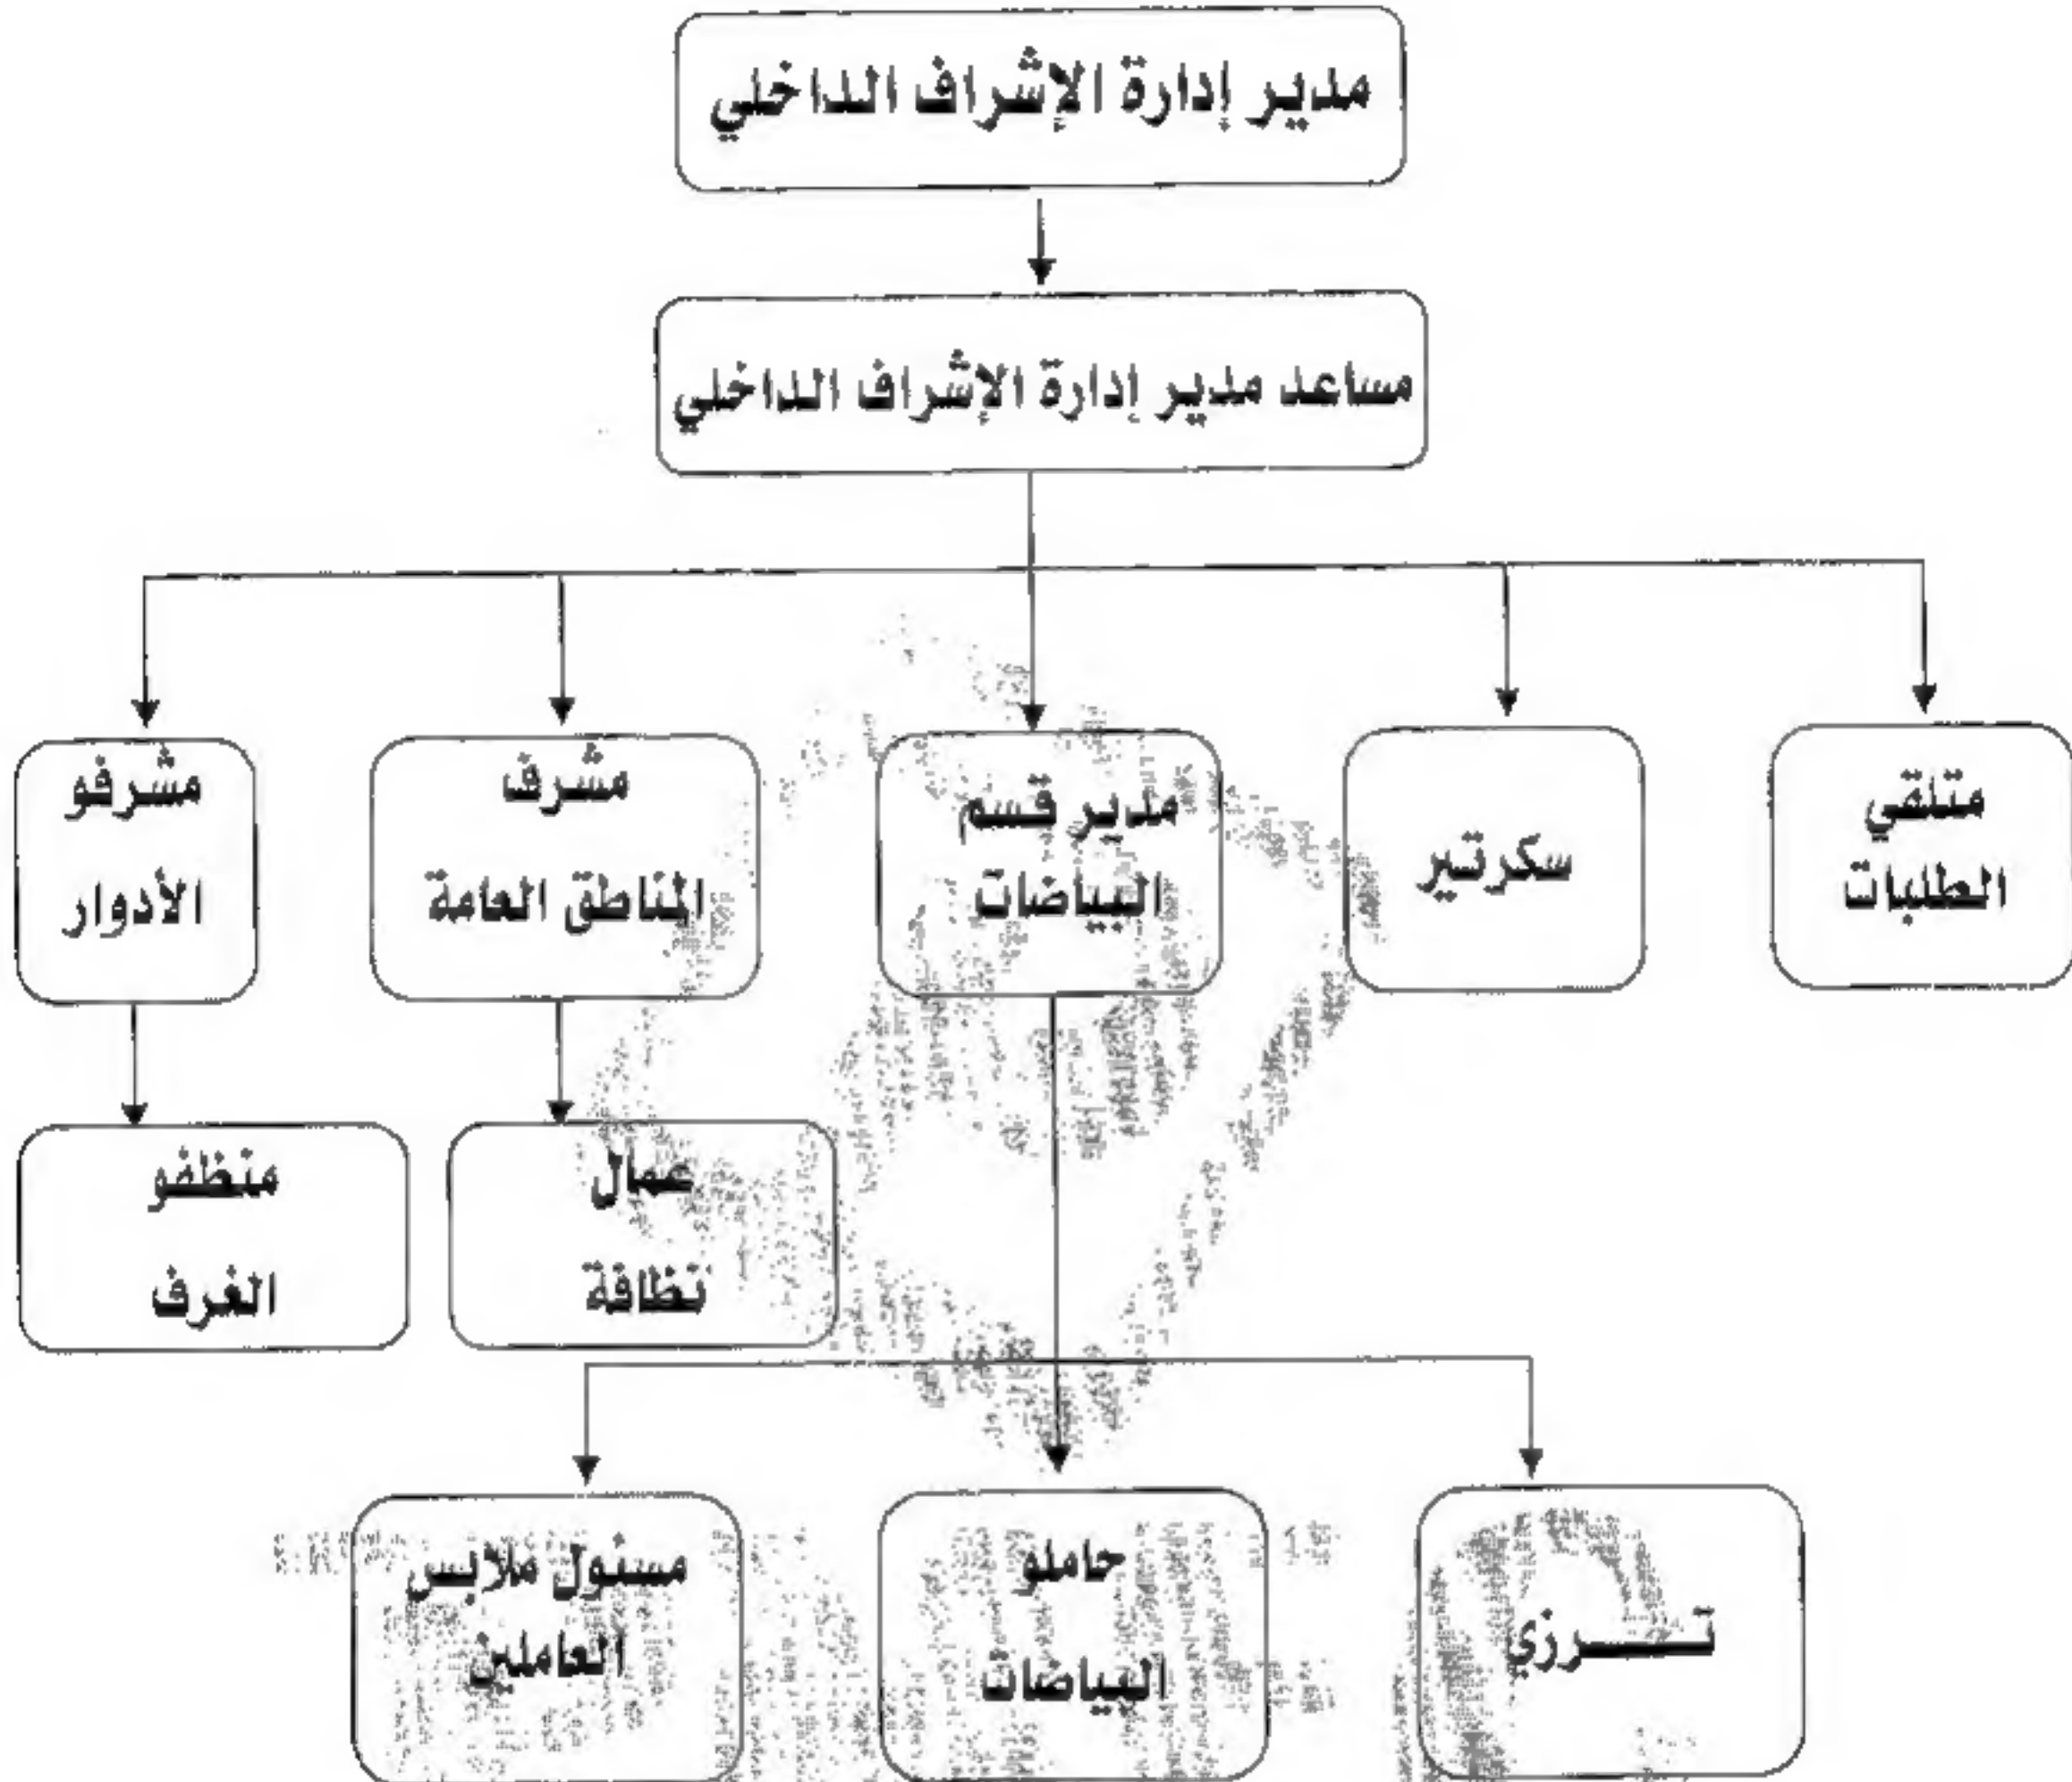 مدير إدارة الإشراف الداخلي
مساعد مدير إدارة الإشراف الداخلي
متلقي
الطلبات
سكرتير
مدير قسم
البياضات
مشرف
المناطق العامة
مشرفو
الأدوار
عمال
نظافة
منظفو
الغرف
تـــرزي
حاملو
البياضات
مسئول ملابس
العاملين